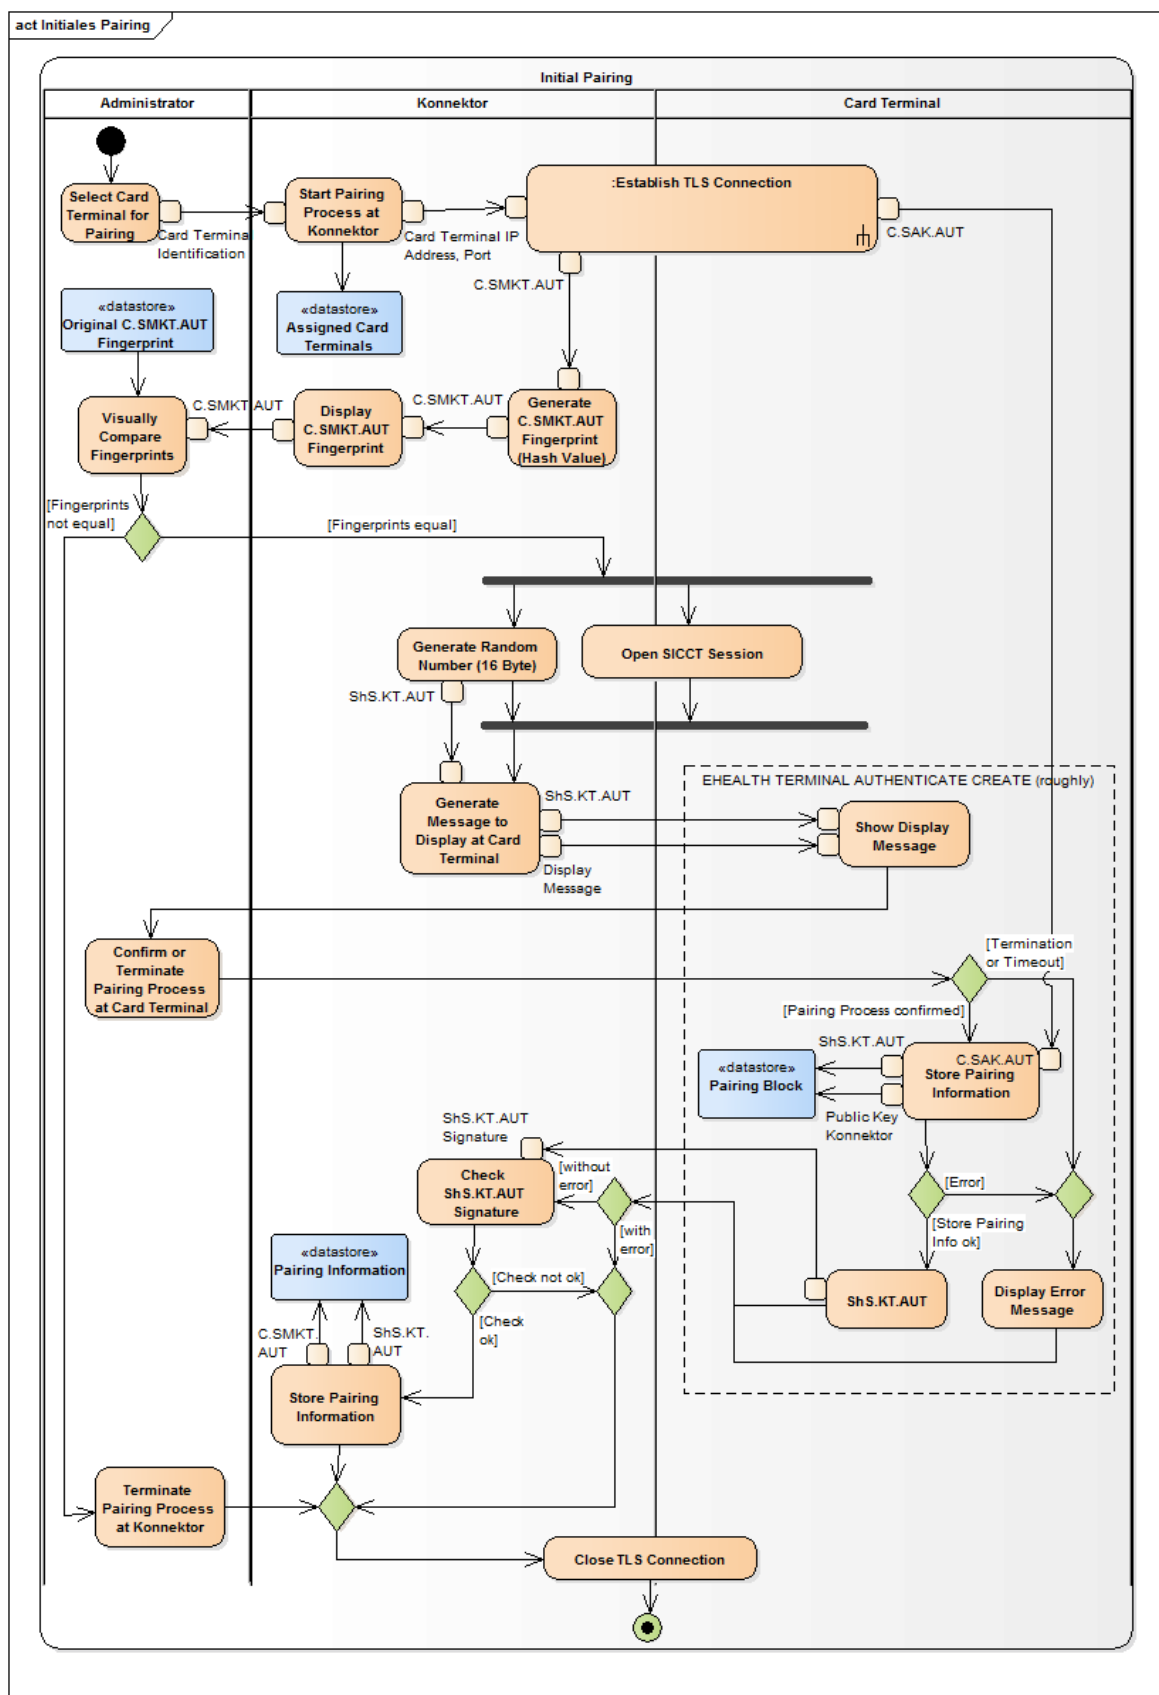 act Initiales Pairing
Initial Pairing
Administrator
Konnektor
Card Terminal
Select Card
Terminal for
Pairing
Card Terminal
Identification
Start Pairing
Process at
Konnektor
Card Terminal IP
Address, Port
:Establish TLS Connection
C.SAK.AUT
C.SMKT.AUT
«datastore»
Original C.SMKT.AUT
Fingerprint
«datastore»
Assigned Card
Terminals
Visually
Compare
Fingerprints
C.SMKT.AUT
Display
C.SMKT.AUT
Fingerprint
C.SMKT.AUT
Generate
C.SMKT.AUT
Fingerprint
(Hash Value)
[Fingerprints
not equal]
[Fingerprints equal]
Generate Random
Number (16 Byte)
Open SICCT Session
ShS.KT.AUT
Generate
Message to
Display at Card
Terminal
ShS.KT.AUT
Display
Message
EHEALTH TERMINAL AUTHENTICATE CREATE (roughly)
Show Display
Message
Confirm or
Terminate
Pairing Process
at Card Terminal
[Termination
or Timeout]
[Pairing Process confirmed]
ShS.KT.AUT
C.SAK.AUT
Store Pairing
Information
«datastore»
Pairing Block
Public Key
Konnektor
ShS.KT.AUT
Signature
[without
error]
Check
ShS.KT.AUT
Signature
[Error]
[with
error]
[Store Pairing
Info ok]
«datastore»
Pairing Information
[Check not ok]
ShS.KT.AUT
Display Error
Message
[Check
ok]
C.SMKT.
AUT
ShS.KT.
AUT
Store Pairing
Information
Terminate
Pairing Process
at Konnektor
Close TLS Connection